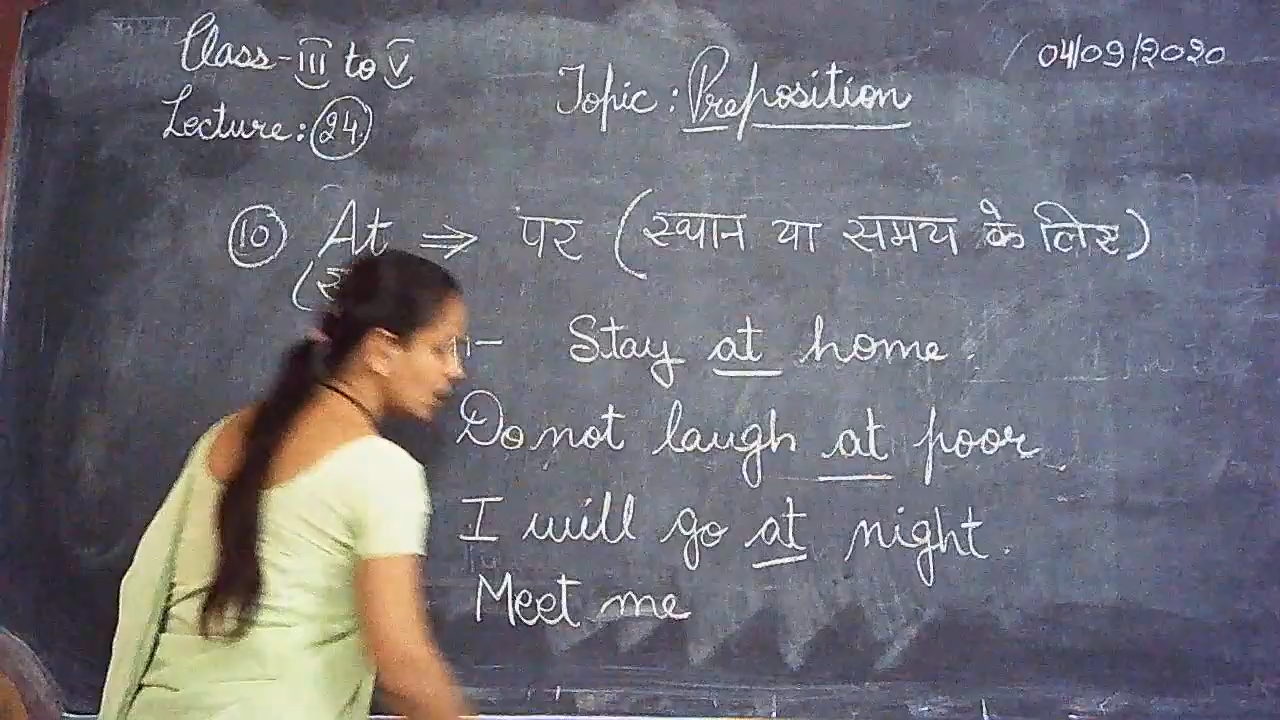 Class-III to V
Lecture: 24
Topic: Preposition
04/09/2020
10 At ⇒ पर (स्थान या समय के लिए)
Stay at home.
Do not laugh at poor.
I will go at night.
Meet me